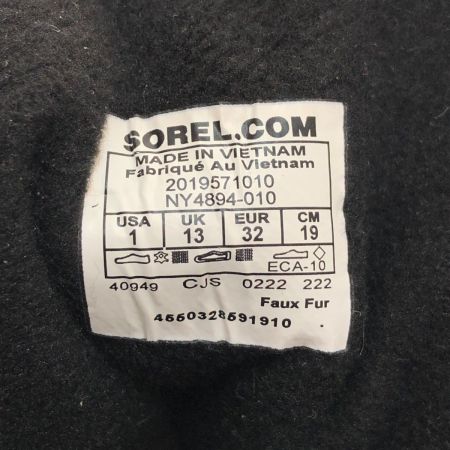 SOREL.COM
MADE IN VIETNAM
Fabriqué Au Vietnam
2019571010
NY4894-010
USA UK EUR CM
1 13 32 19
ECA-10
40949 CJS 0222 222
Faux Fur
4550328591910